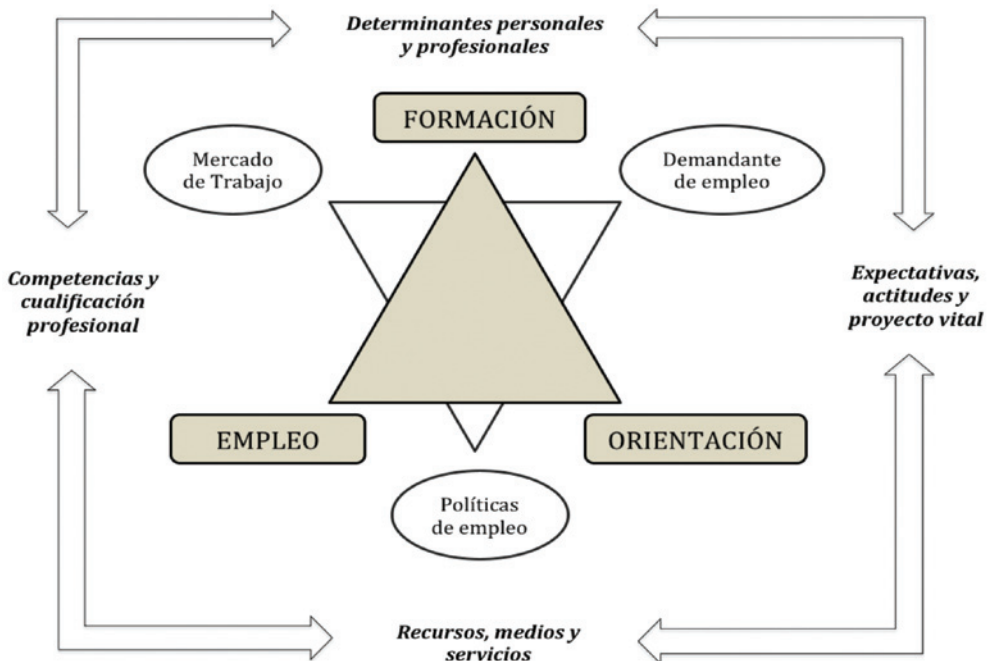 Determinantes personales
y profesionales
FORMACIÓN
Mercado
de Trabajo
Demandante
de empleo
Competencias y
cualificación
profesional
Expectativas,
actitudes y
proyecto vital
EMPLEO
ORIENTACIÓN
Políticas
de empleo
Recursos, medios y
servicios